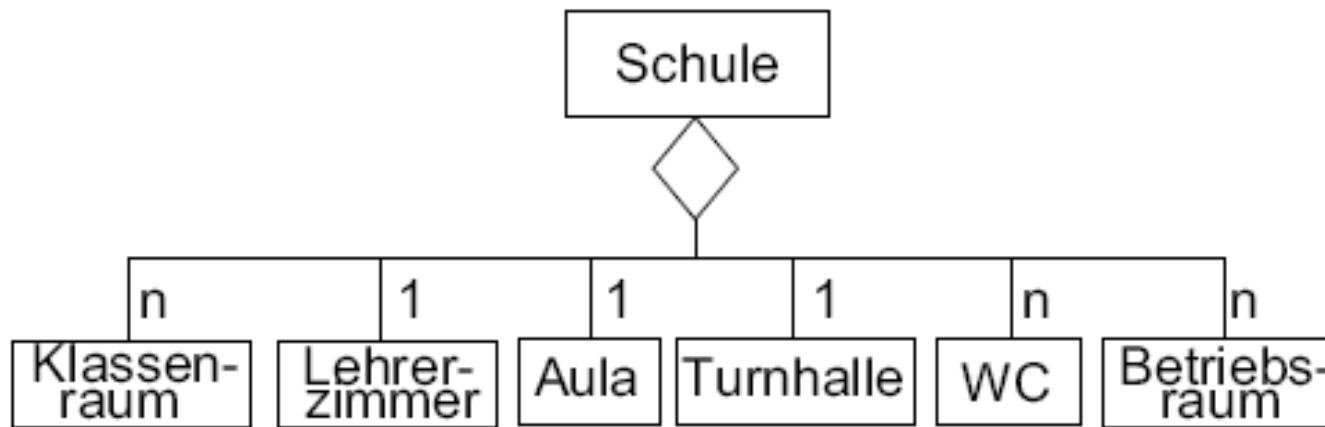 Schule
n 1 1 1 n n
Klassen-
raum
Lehrer-
zimmer
Aula
Turnhalle
WC
Betriebs-
raum